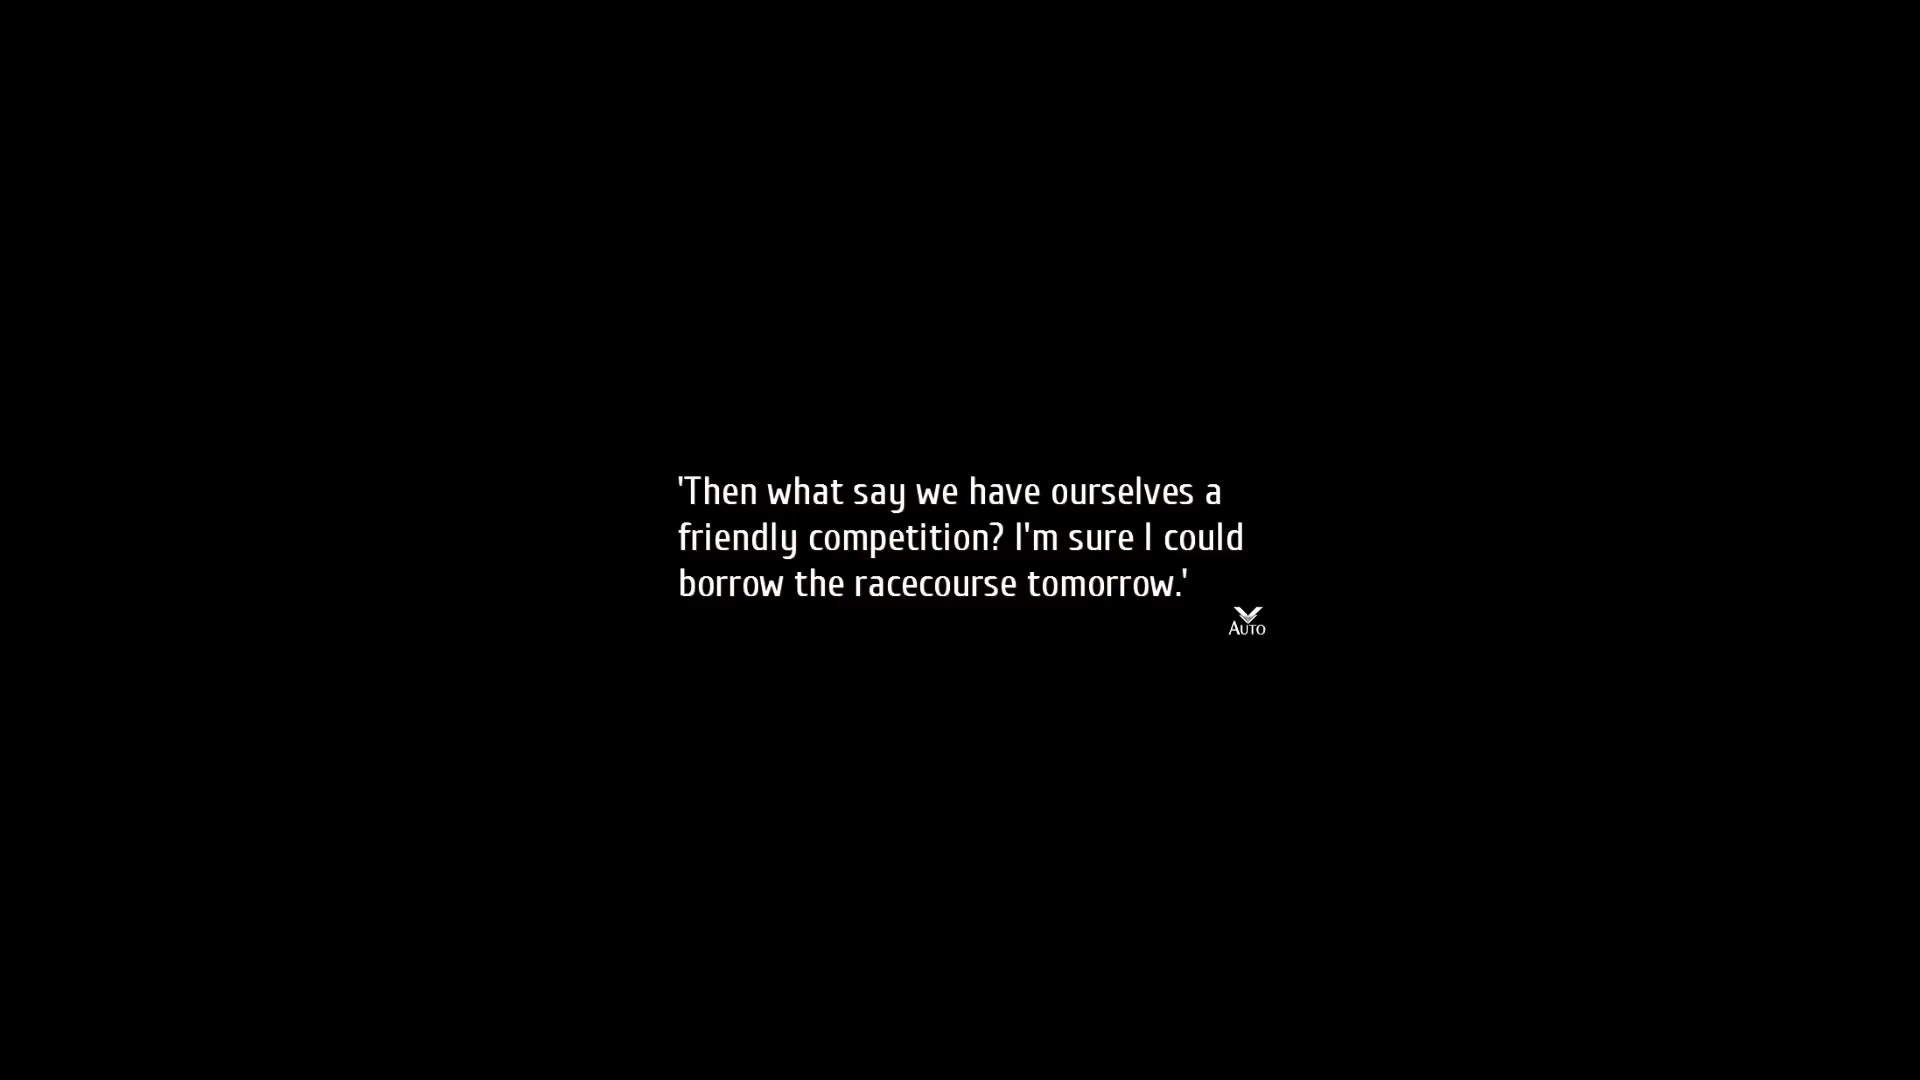 'Then what say we have ourselves a
friendly competition? I'm sure I could
borrow the racecourse tomorrow.'
AUTO